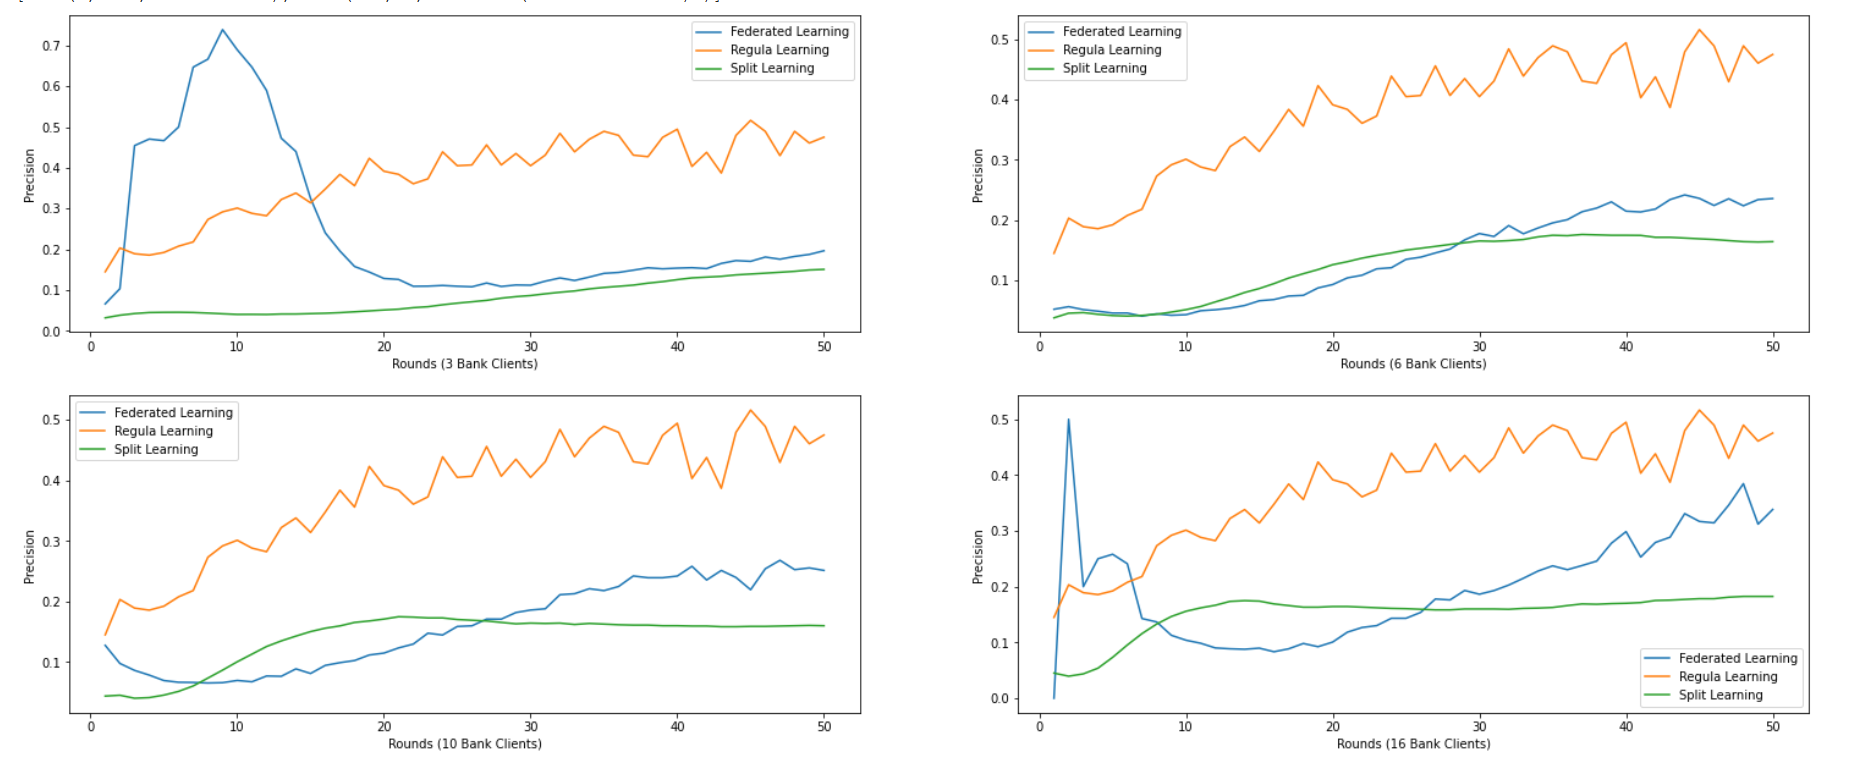 Federated Learning
Regula Learning
Split Learning
0.7
0.6
0.5
0.4
0.3
0.2
0.1
0.0
Precision
0 10 20 30 40 50
Rounds (3 Bank Clients)
Federated Learning
Regula Learning
Split Learning
0.5
0.4
0.3
0.2
0.1
Precision
0 10 20 30 40 50
Rounds (6 Bank Clients)
Federated Learning
Regula Learning
Split Learning
0.5
0.4
0.3
0.2
0.1
Precision
0 10 20 30 40 50
Rounds (10 Bank Clients)
0.5
0.4
0.3
0.2
0.1
0.0
Precision
Federated Learning
Regula Learning
Split Learning
0 10 20 30 40 50
Rounds (16 Bank Clients)